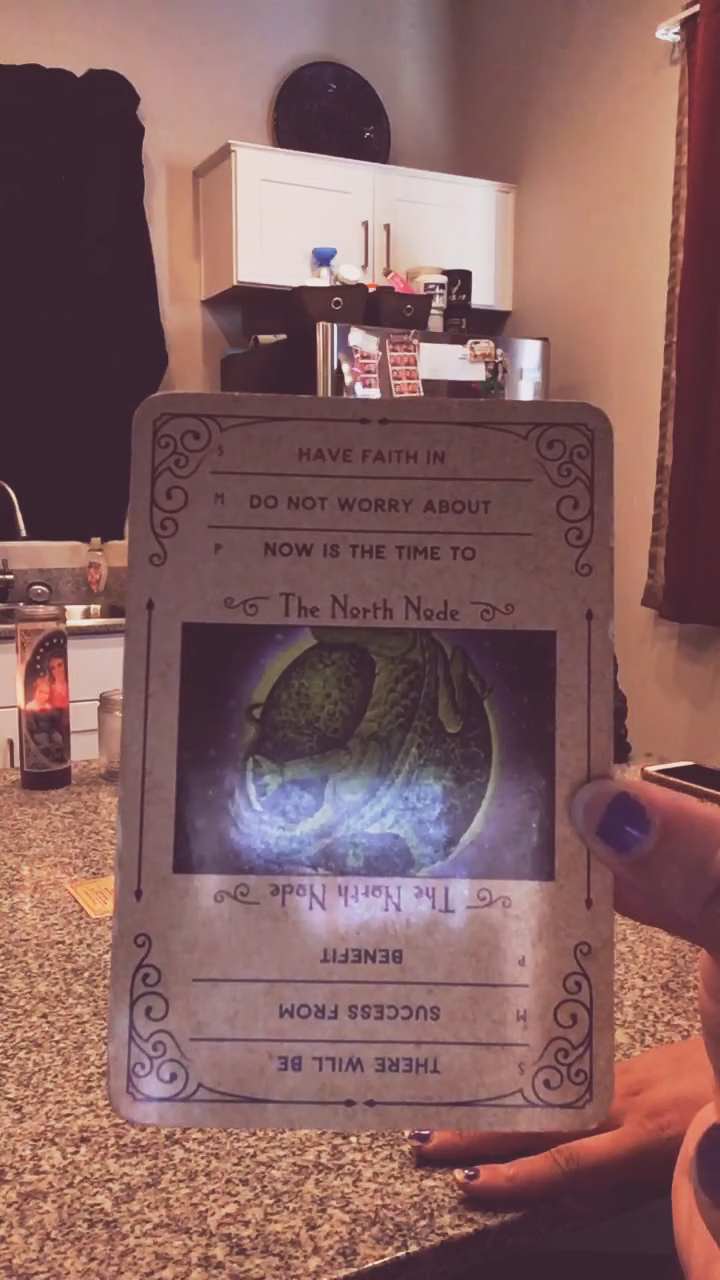 S HAVE FAITH IN
M DO NOT WORRY ABOUT
P NOW IS THE TIME TO
The North Node
The North Node
P BENEFIT
M SUCCESS FROM
S THERE WILL BE